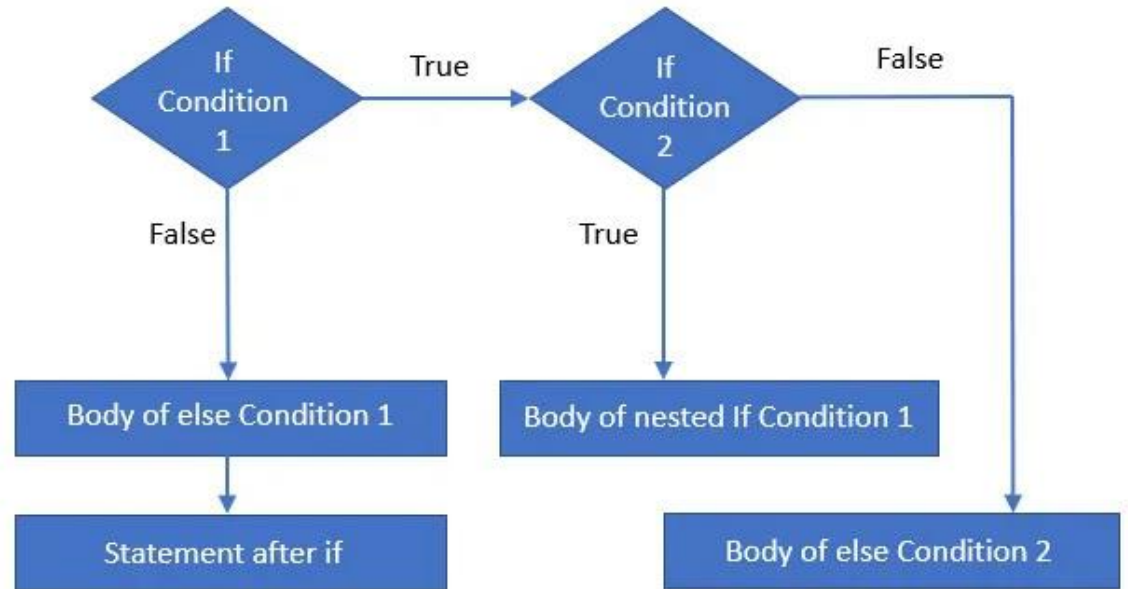 If
Condition
1
True
If
Condition
2
False
False
True
Body of else Condition 1
Body of nested If Condition 1
Statement after if
Body of else Condition 2